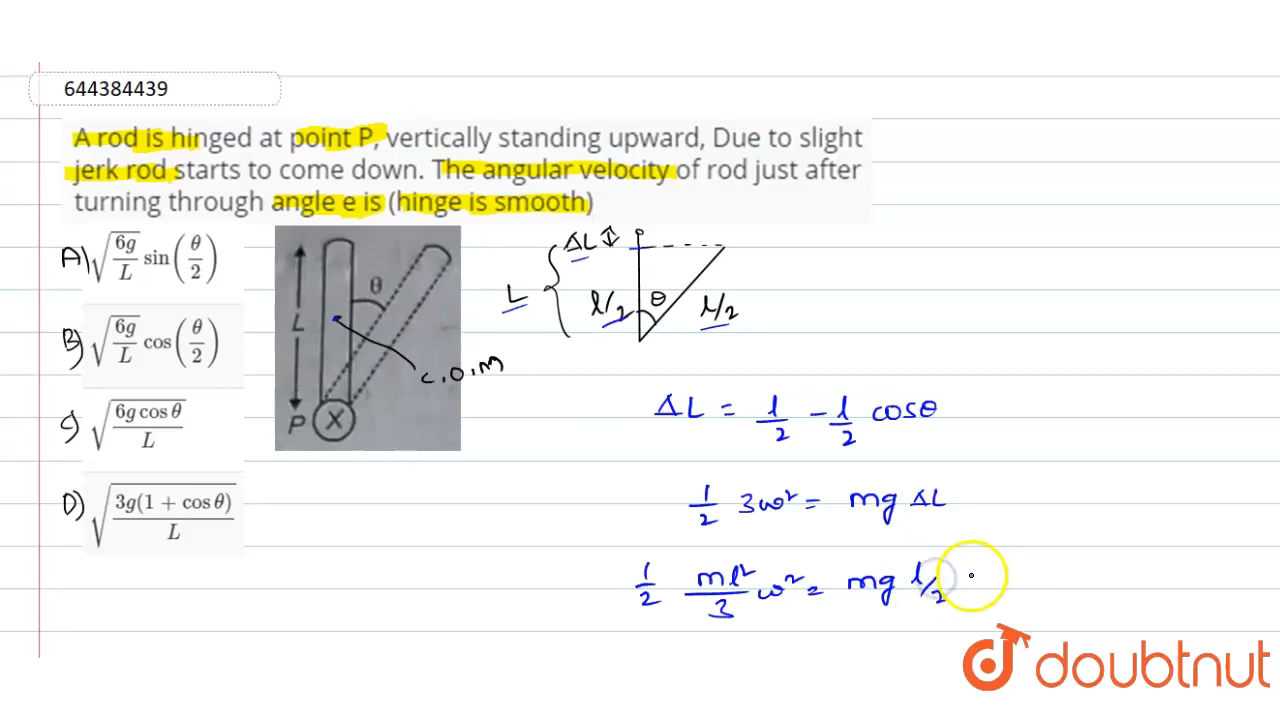 644384439
A rod is hinged at point P, vertically standing upward, Due to slight
jerk rod starts to come down. The angular velocity of rod just after
turning through angle e is (hinge is smooth)
A) √(6g/L) sin(θ/2)
B) √(6g/L) cos(θ/2)
C) √(6g cosθ/L)
D) √(3g(1 + cosθ)/L)
L
θ
P
X
C.O.M
P
ΔL
L
l/2
θ
l/2
ΔL = l/2 - l/2 cosθ
1/2 3ω² = mg ΔL
1/2 ml²/3 ω² = mg l/2
doubtnut